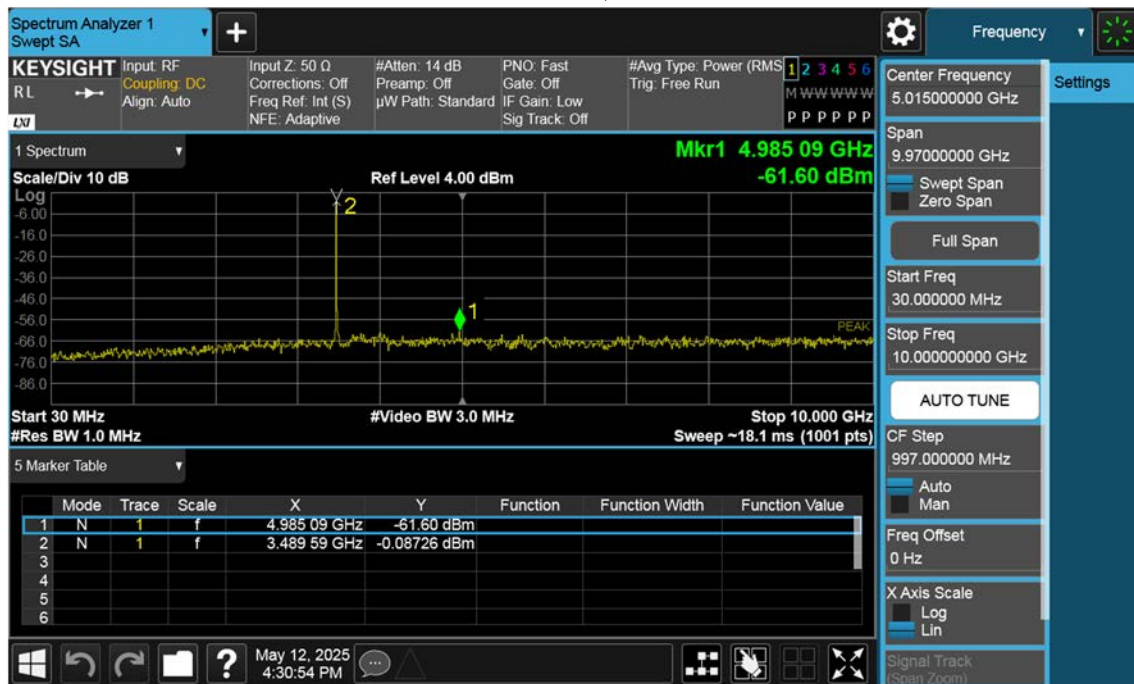 Spectrum Analyzer 1
Swept SA
+
Frequency
KEYSIGHT
RL
LXI
Input: RF
Coupling: DC
Align: Auto
Input Z: 50 Ω
Corrections: Off
Freq Ref: Int (S)
NFE: Adaptive
#Atten: 14 dB
Preamp: Off
µW Path: Standard
PNO: Fast
Gate: Off
IF Gain: Low
Sig Track: Off
#Avg Type: Power (RMS
Trig: Free Run
1 2 3 4 5 6
M W W W W W
P P P P P P
1 Spectrum
Mkr1 4.985 09 GHz
Scale/Div 10 dB
Ref Level 4.00 dBm
-61.60 dBm
Log
2
-6.00
-16.0
-26.0
-36.0
-46.0
1
-56.0
PEAK
-66.0
-76.0
-86.0
Start 30 MHz
#Video BW 3.0 MHz
Stop 10.000 GHz
#Res BW 1.0 MHz
Sweep ~18.1 ms (1001 pts)
5 Marker Table
Mode Trace Scale X Y Function Function Width Function Value
1 N 1 f 4.985 09 GHz -61.60 dBm
2 N 1 f 3.489 59 GHz -0.08726 dBm
3
4
5
6
?
May 12, 2025
4:30:54 PM
Center Frequency
5.015000000 GHz
Span
9.97000000 GHz
Swept Span
Zero Span
Full Span
Start Freq
30.000000 MHz
Stop Freq
10.000000000 GHz
AUTO TUNE
CF Step
997.000000 MHz
Auto
Man
Freq Offset
0 Hz
X Axis Scale
Log
Lin
Signal Track
(Span Zoom)
Settings